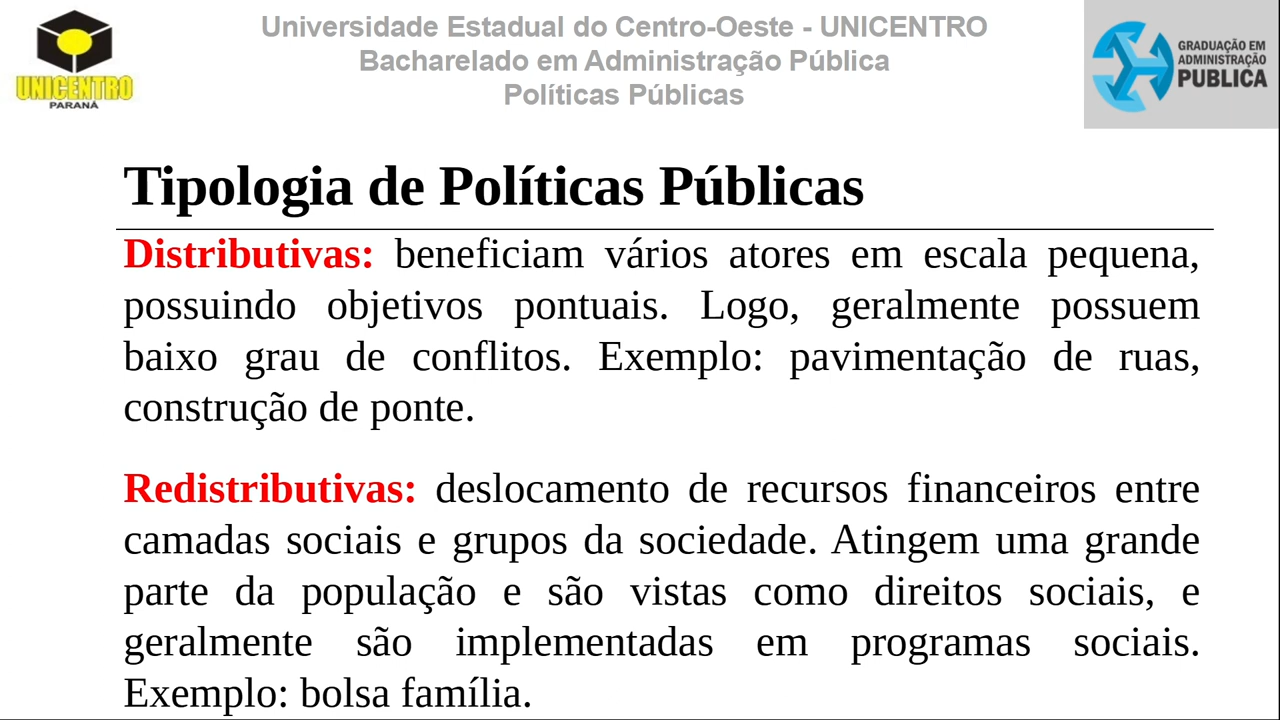 Universidade Estadual do Centro-Oeste - UNICENTRO
Bacharelado em Administração Pública
Políticas Públicas
UNICENTRO
PARANÁ
GRADUAÇÃO EM
ADMINISTRAÇÃO
PUBLICA
Tipologia de Políticas Públicas
Distributivas: beneficiam vários atores em escala pequena,
possuindo objetivos pontuais. Logo, geralmente possuem
baixo grau de conflitos. Exemplo: pavimentação de ruas,
construção de ponte.
Redistributivas: deslocamento de recursos financeiros entre
camadas sociais e grupos da sociedade. Atingem uma grande
parte da população e são vistas como direitos sociais, e
geralmente são implementadas em programas sociais.
Exemplo: bolsa família.